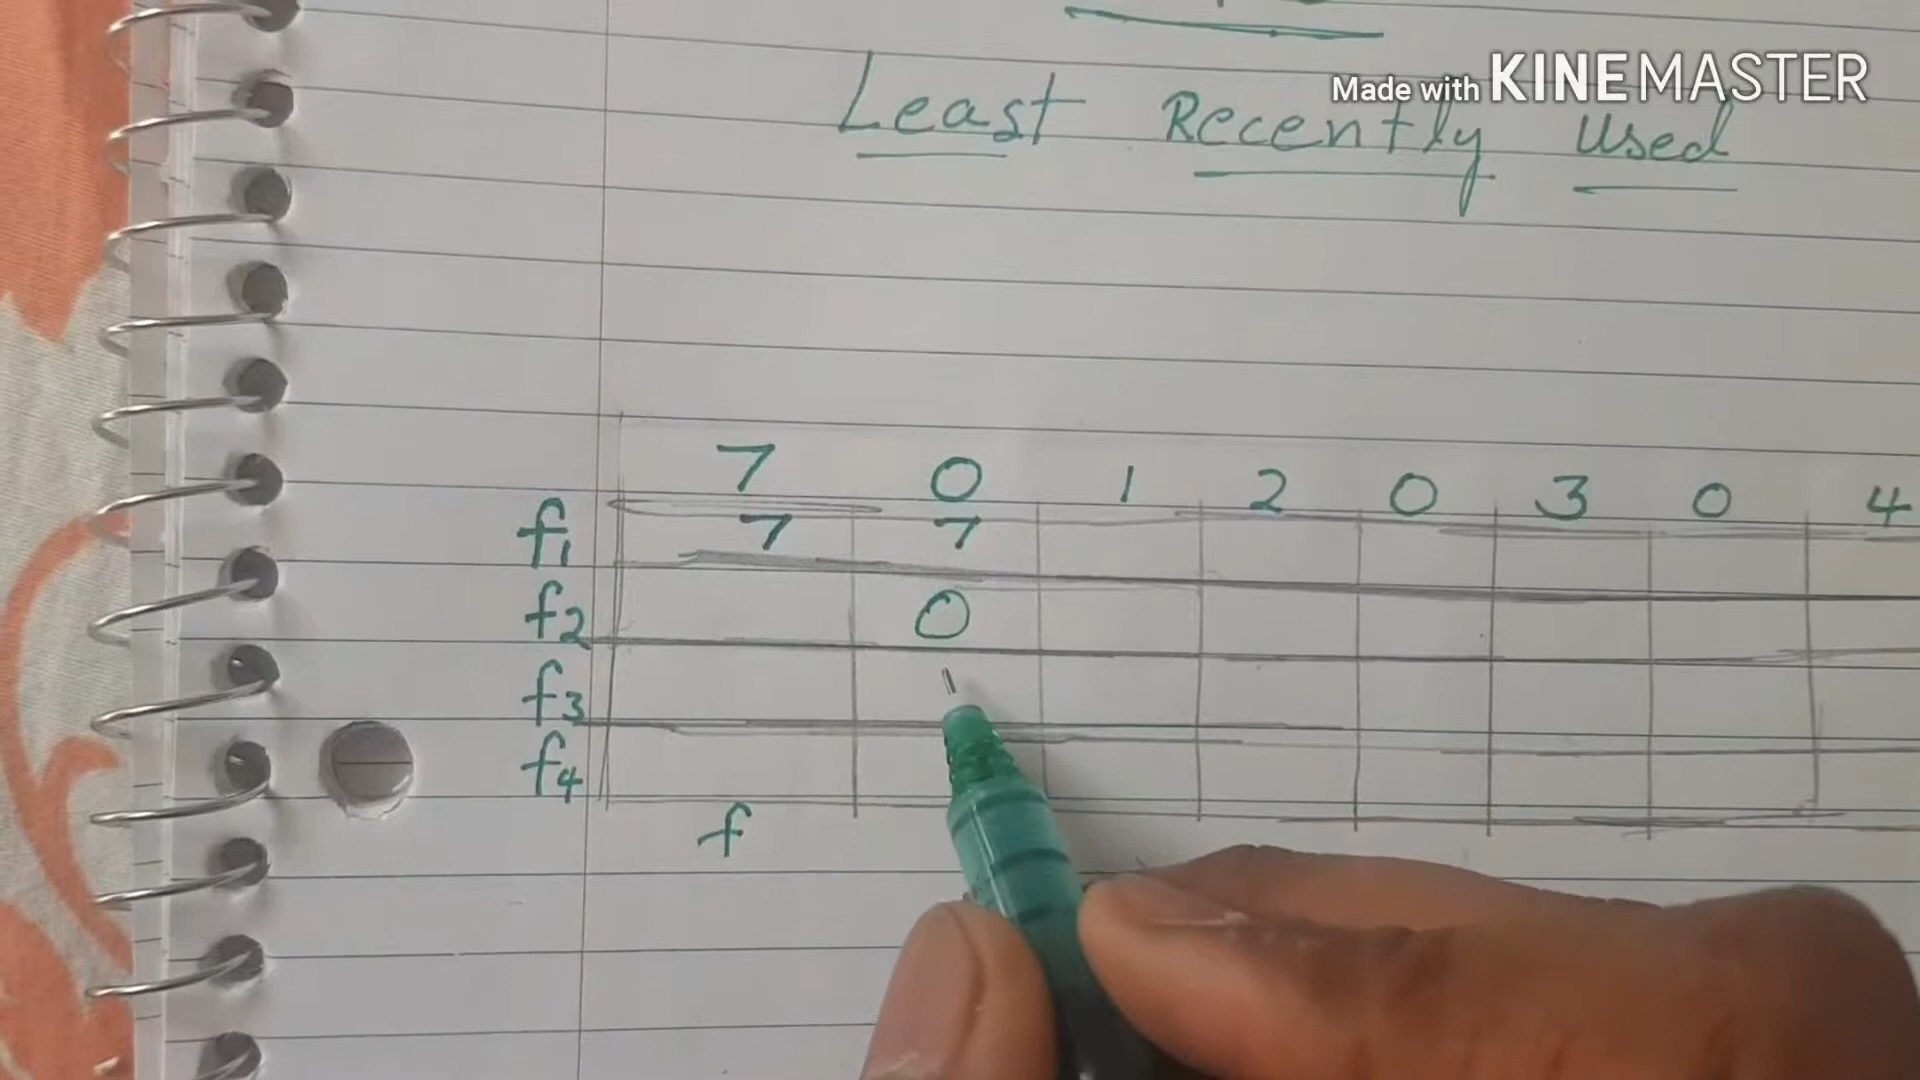 Made with KINEMASTER
Least Recently Used
7 0 1 2 0 3 0 4
f1 7 7
f2 0
f3
f4
f